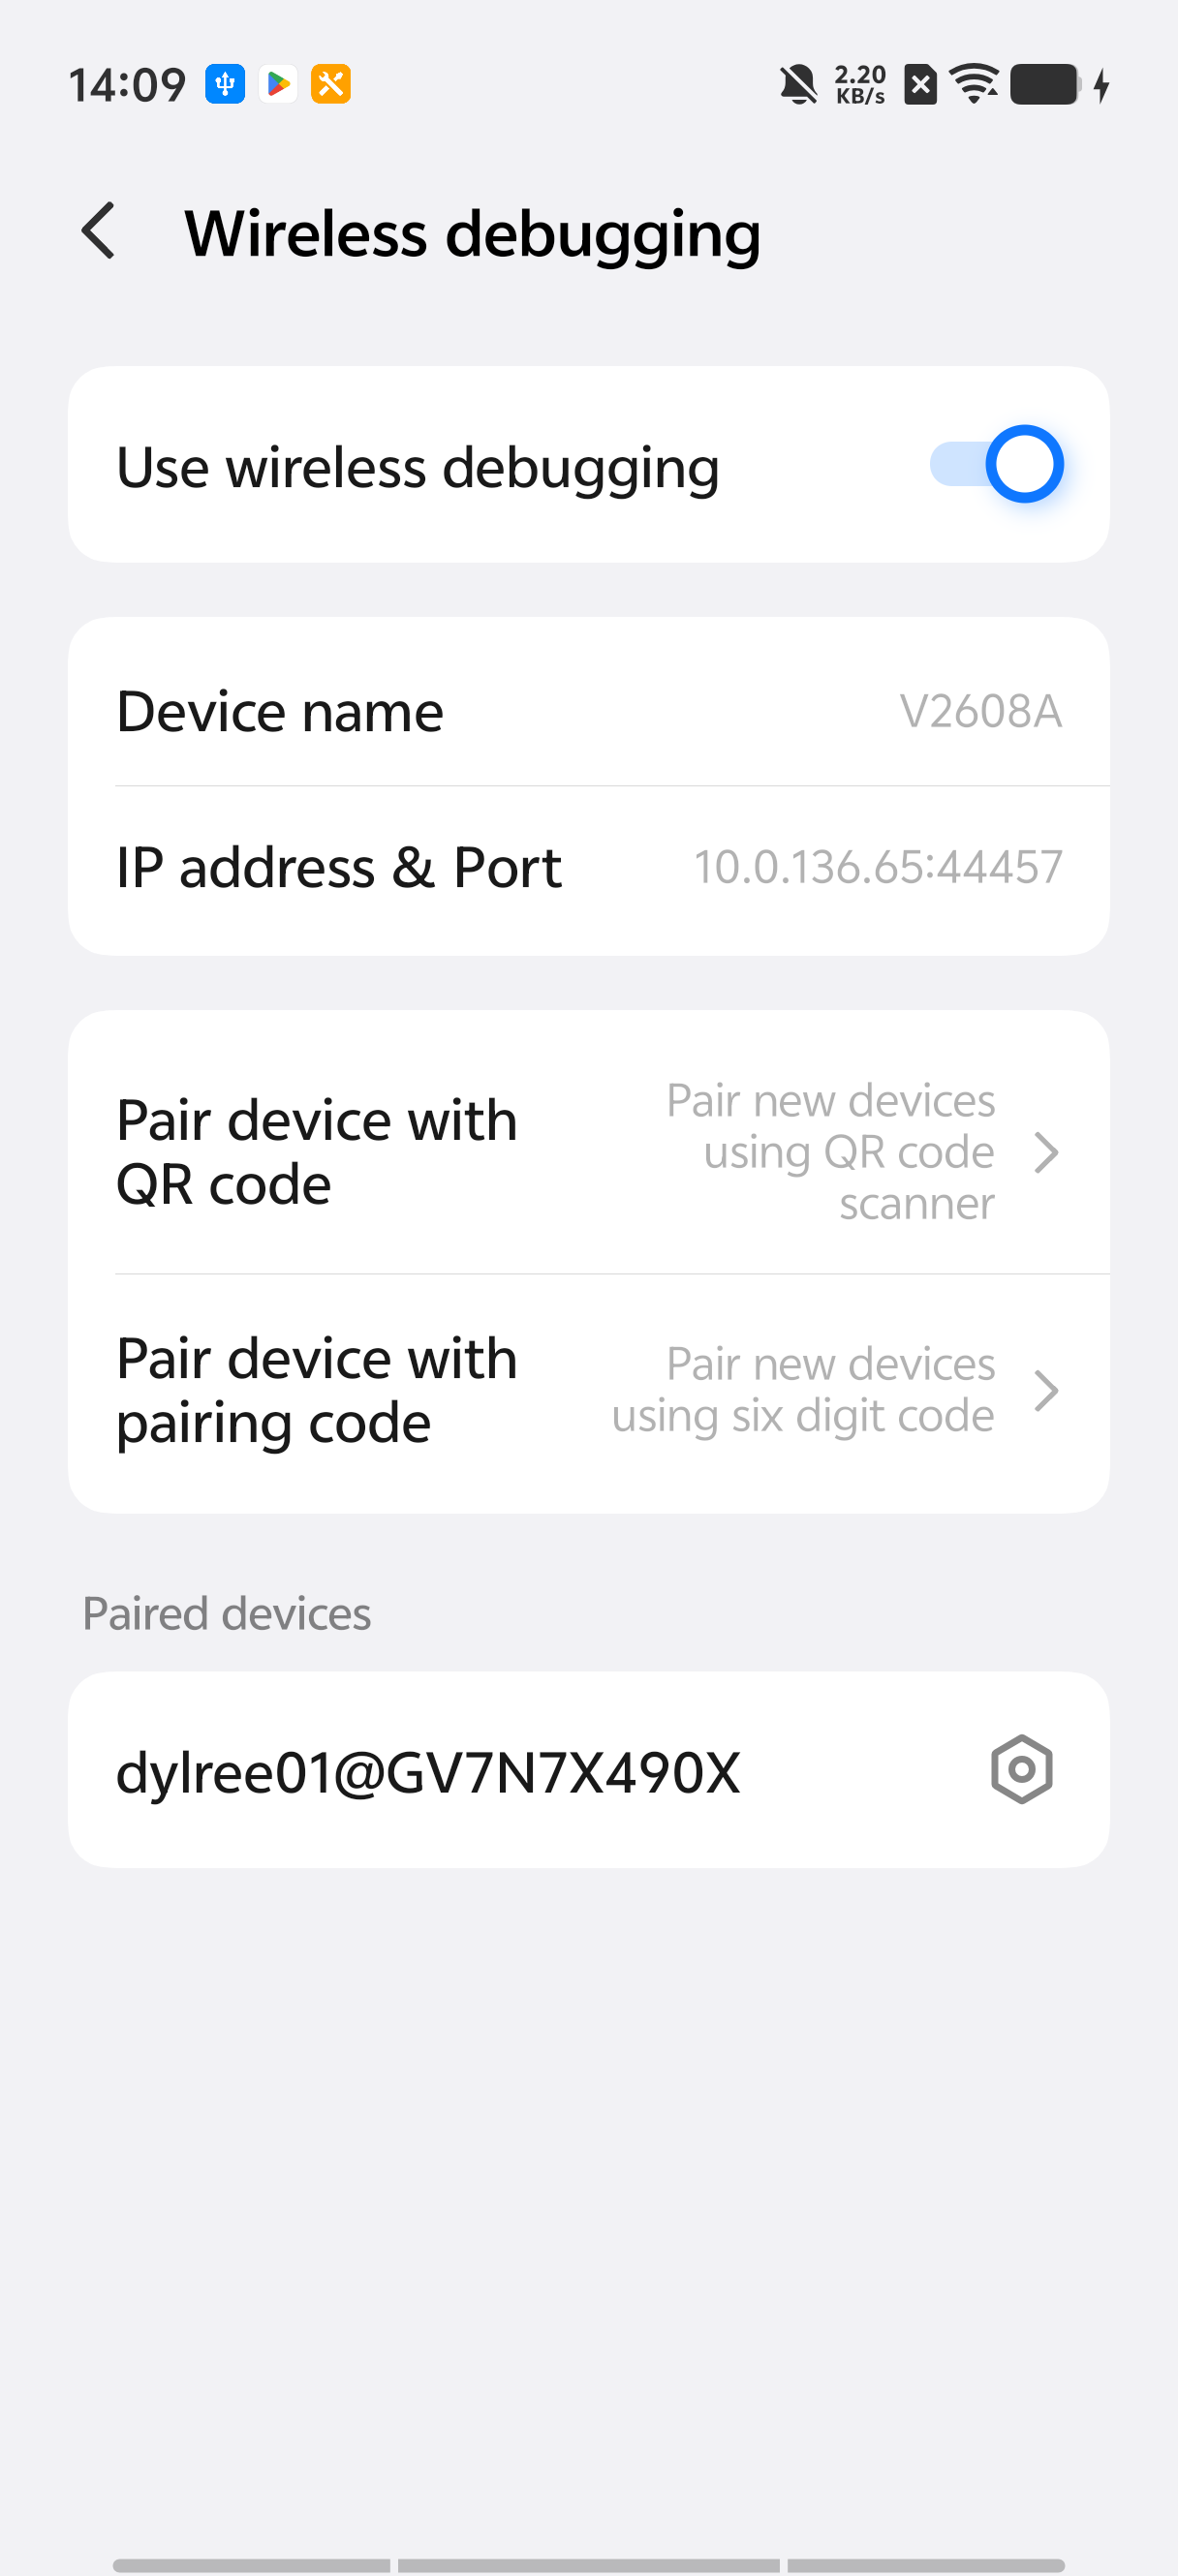 14:09
2.20
KB/s
Wireless debugging
Use wireless debugging
Device name
V2608A
IP address & Port
10.0.136.65:44457
Pair device with
QR code
Pair new devices
using QR code
scanner
Pair device with
pairing code
Pair new devices
using six digit code
Paired devices
dylree01@GV7N7X490X